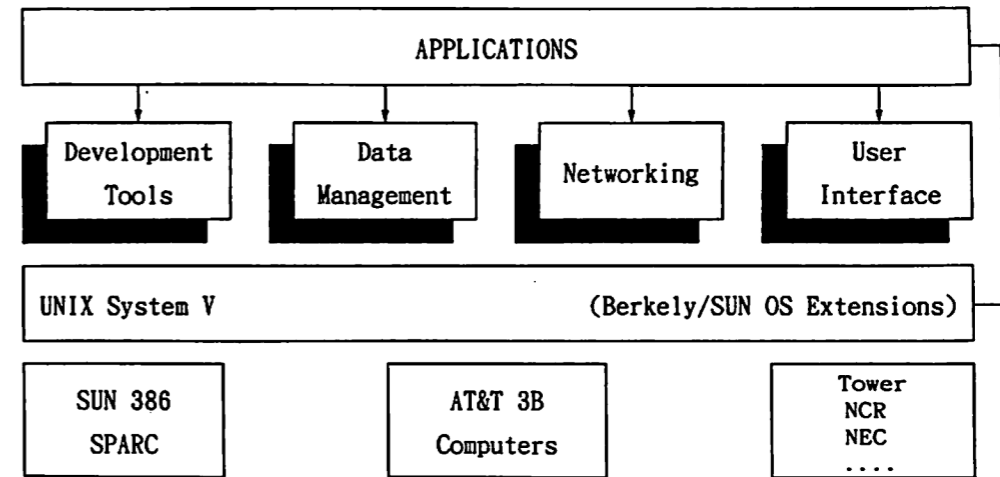 APPLICATIONS
Development
Tools
Data
Management
Networking
User
Interface
UNIX System V (Berkely/SUN OS Extensions)
SUN 386
SPARC
AT&T 3B
Computers
Tower
NCR
NEC
....